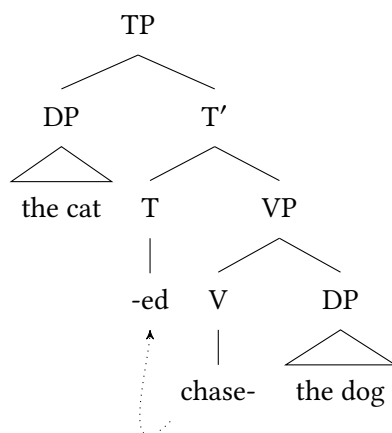 TP
DP T′
the cat T VP
-ed V DP
chase- the dog